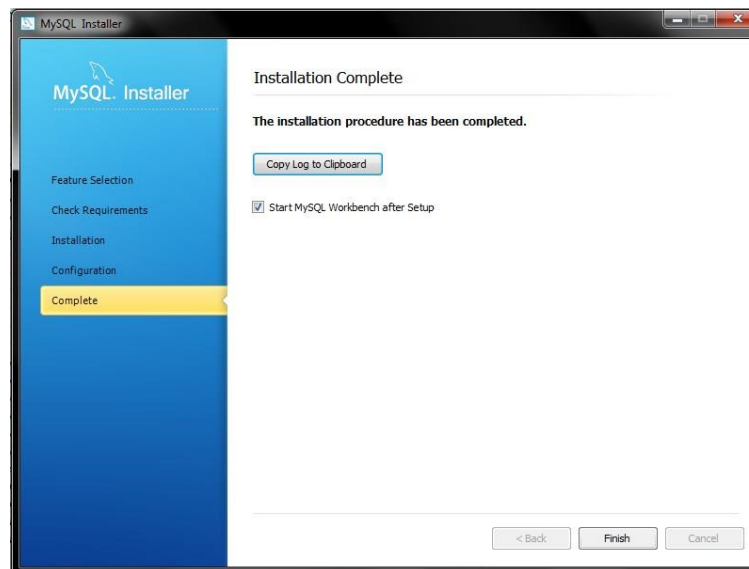 MySQL Installer
MySQL. Installer
Feature Selection
Check Requirements
Installation
Configuration
Complete
Installation Complete
The installation procedure has been completed.
Copy Log to Clipboard
Start MySQL Workbench after Setup
< Back
Finish
Cancel